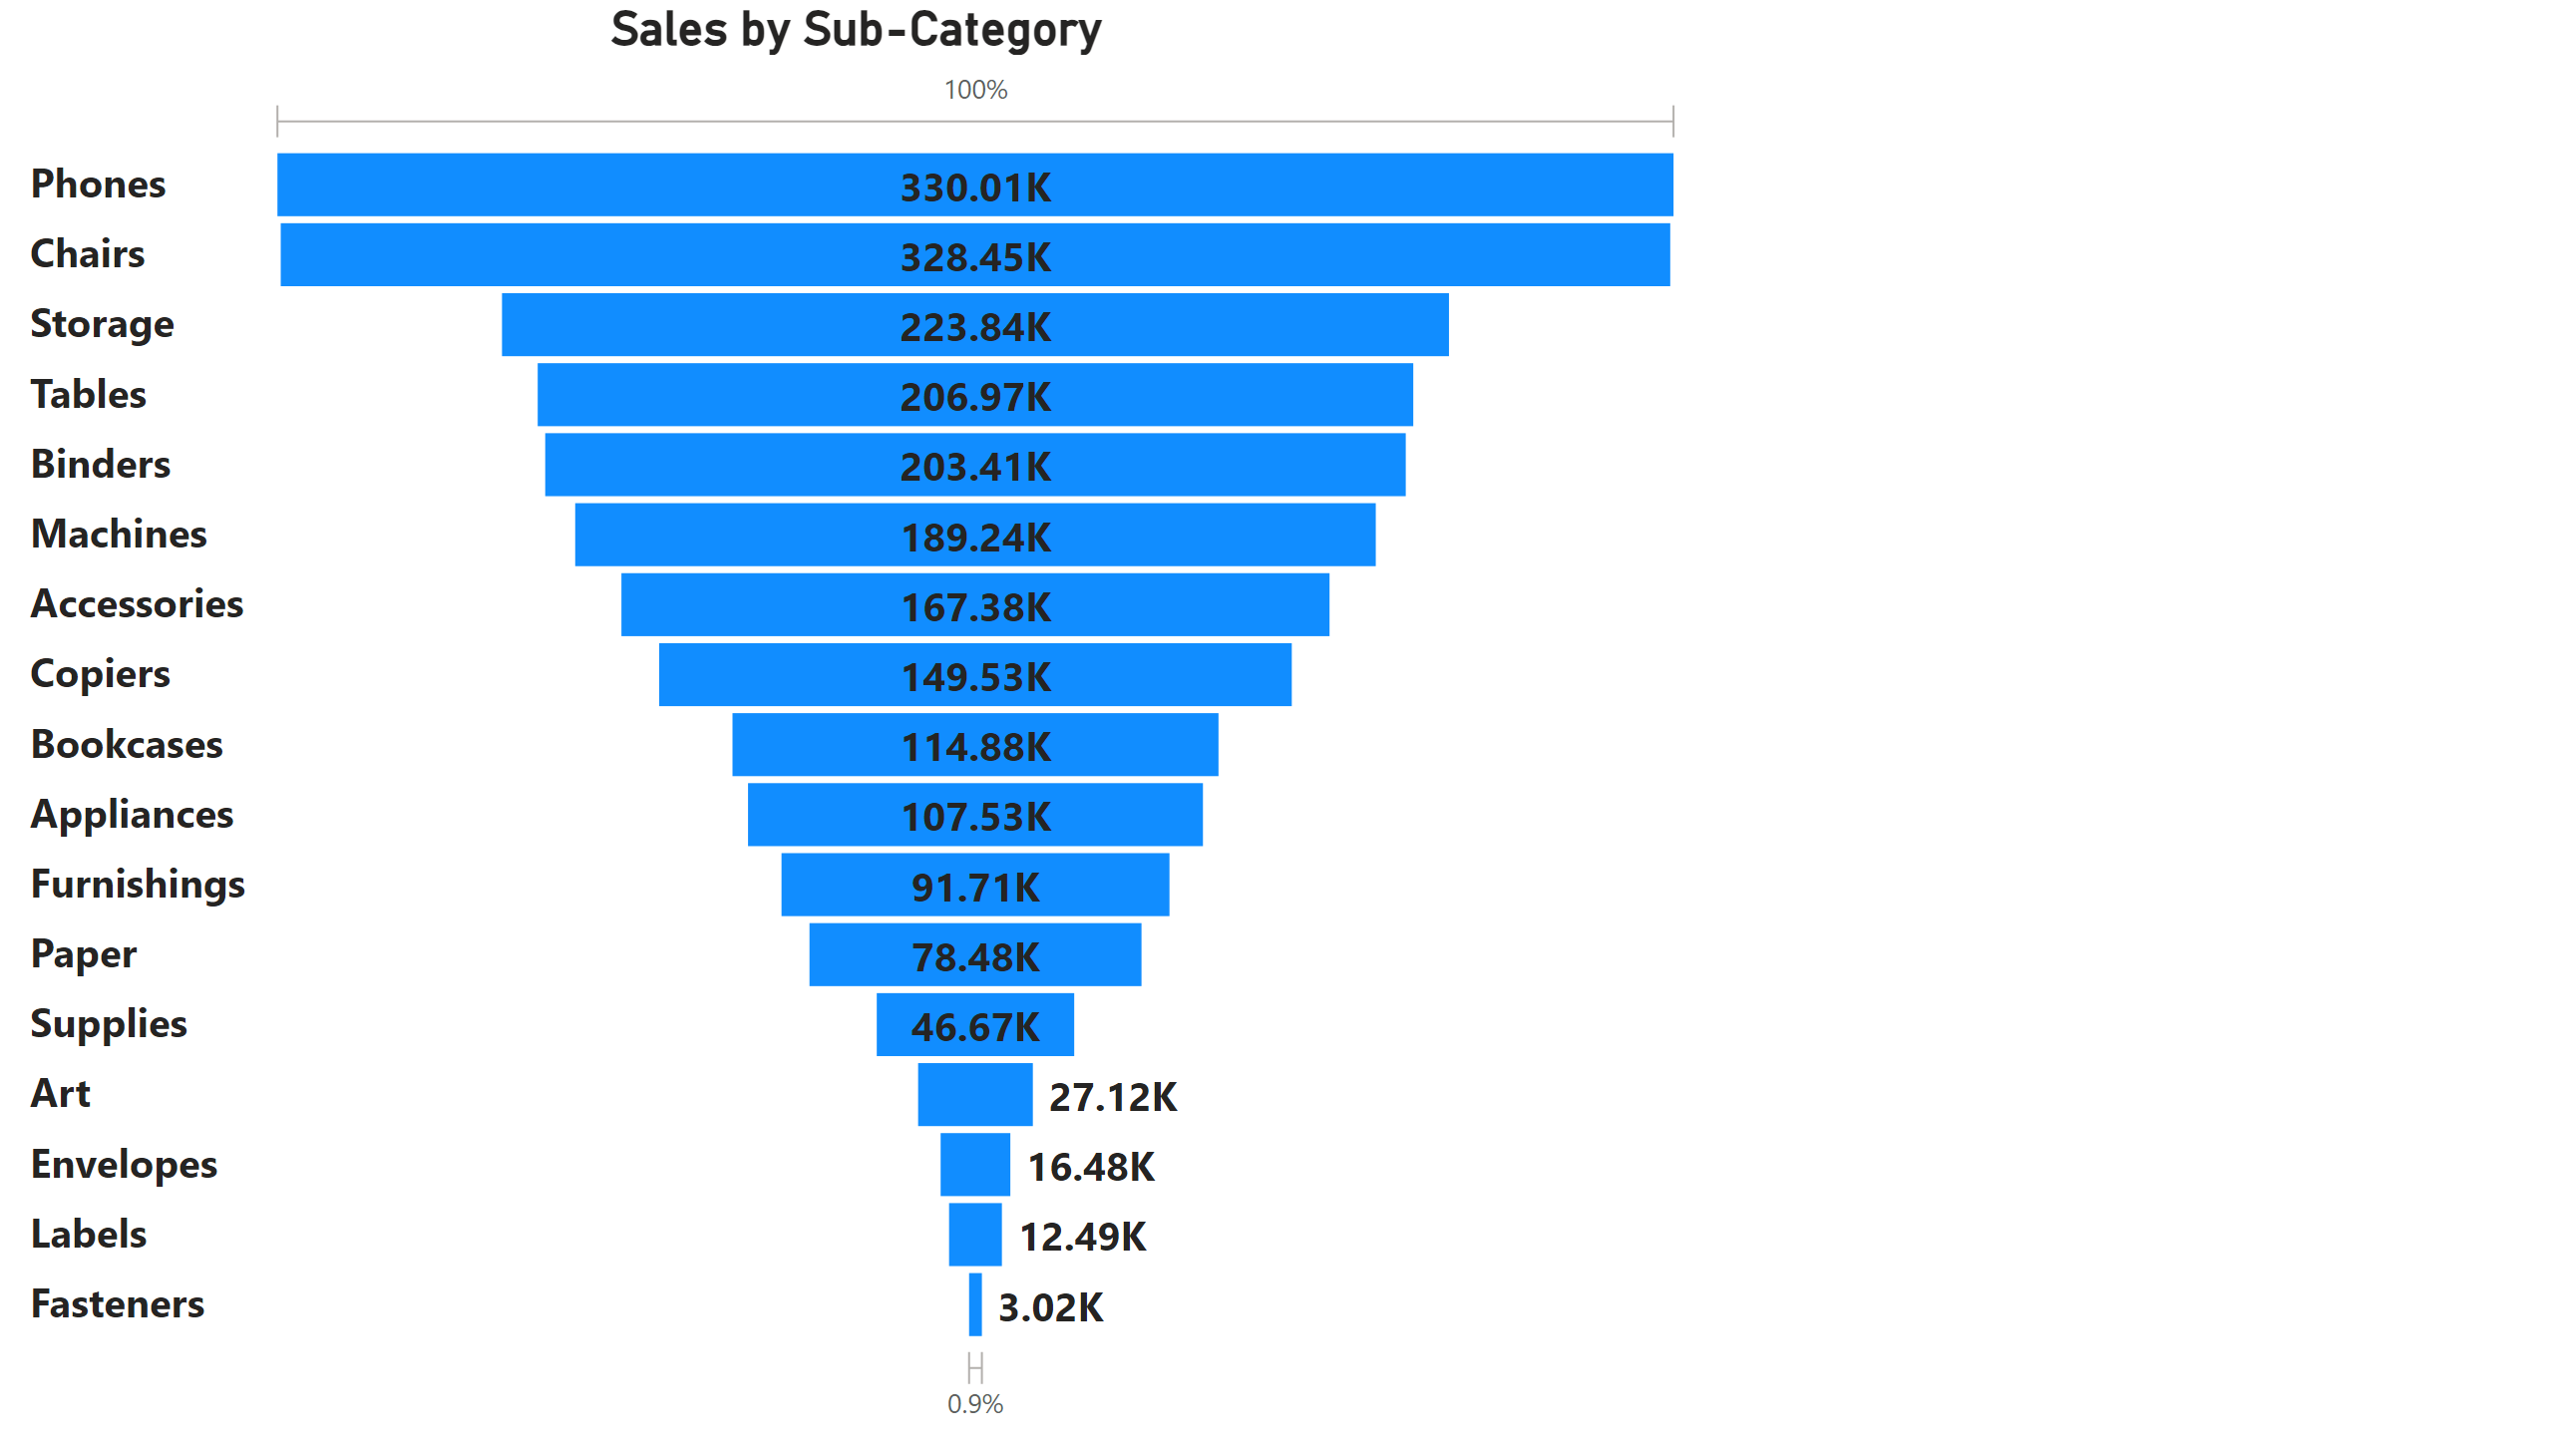 Sales by Sub-Category
100%
Phones 330.01K
Chairs 328.45K
Storage 223.84K
Tables 206.97K
Binders 203.41K
Machines 189.24K
Accessories 167.38K
Copiers 149.53K
Bookcases 114.88K
Appliances 107.53K
Furnishings 91.71K
Paper 78.48K
Supplies 46.67K
Art 27.12K
Envelopes 16.48K
Labels 12.49K
Fasteners 3.02K
0.9%